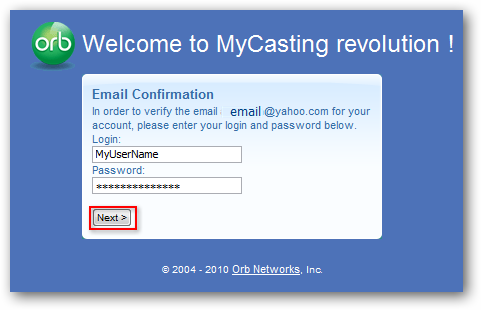 orb Welcome to MyCasting revolution !
Email Confirmation
In order to verify the email email@yahoo.com for your
account, please enter your login and password below.
Login:
MyUserName
Password:
**************
Next >
© 2004 - 2010 Orb Networks, Inc.